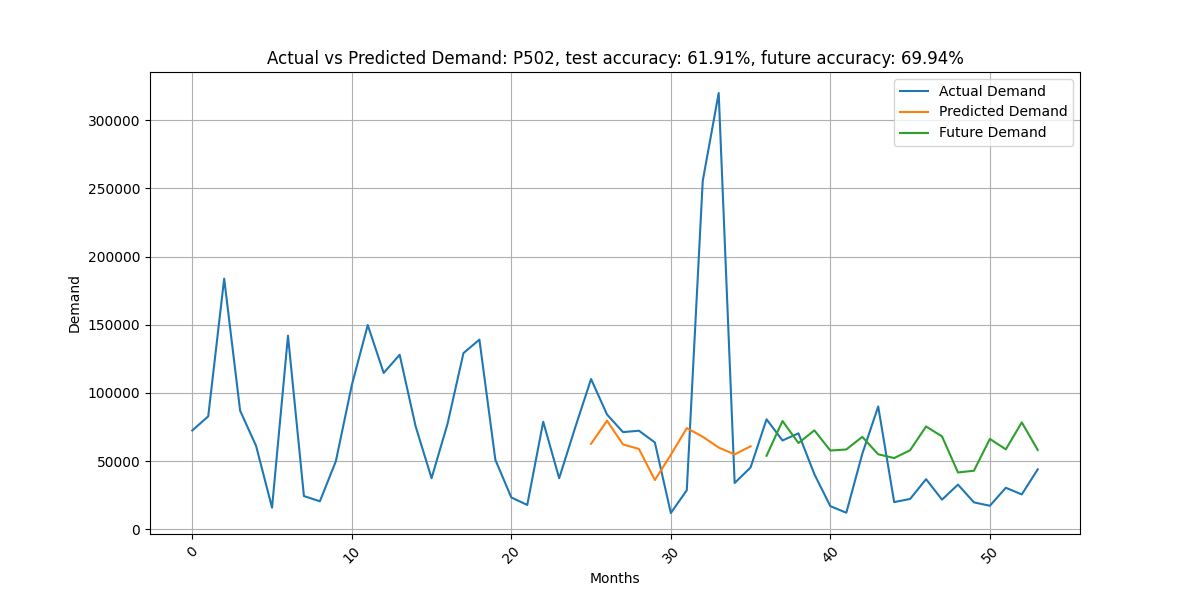 Actual vs Predicted Demand: P502, test accuracy: 61.91%, future accuracy: 69.94%
Actual Demand
Predicted Demand
Future Demand
300000
250000
200000
150000
100000
50000
0
Demand
0 10 20 30 40 50
Months